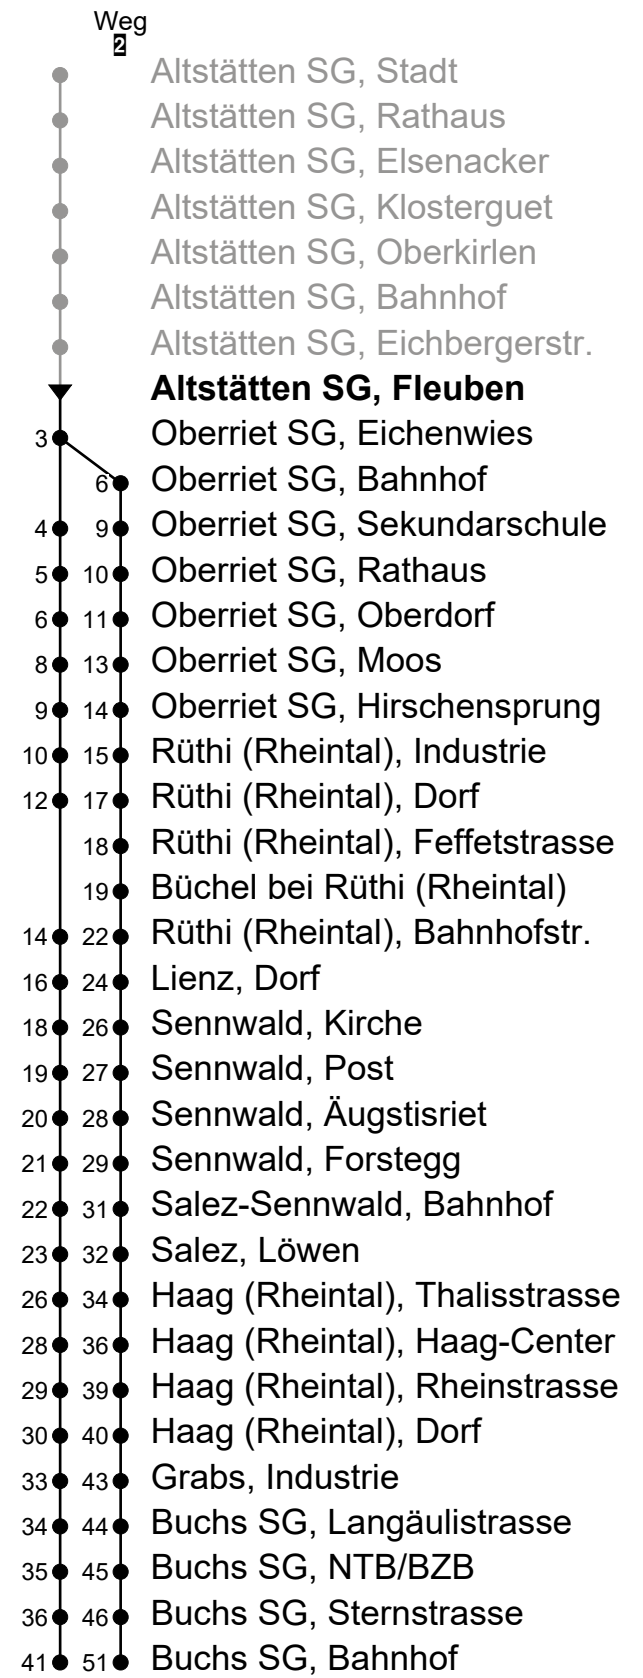 Weg
2
Altstätten SG, Stadt
Altstätten SG, Rathaus
Altstätten SG, Elsenacker
Altstätten SG, Klosterguet
Altstätten SG, Oberkirlen
Altstätten SG, Bahnhof
Altstätten SG, Eichbergerstr.
Altstätten SG, Fleuben
3 Oberriet SG, Eichenwies
6 Oberriet SG, Bahnhof
4 9 Oberriet SG, Sekundarschule
5 10 Oberriet SG, Rathaus
6 11 Oberriet SG, Oberdorf
8 13 Oberriet SG, Moos
9 14 Oberriet SG, Hirschensprung
10 15 Rüthi (Rheintal), Industrie
12 17 Rüthi (Rheintal), Dorf
18 Rüthi (Rheintal), Feffetstrasse
19 Büchel bei Rüthi (Rheintal)
14 22 Rüthi (Rheintal), Bahnhofstr.
16 24 Lienz, Dorf
18 26 Sennwald, Kirche
19 27 Sennwald, Post
20 28 Sennwald, Äugstisriet
21 29 Sennwald, Forstegg
22 31 Salez-Sennwald, Bahnhof
23 32 Salez, Löwen
26 34 Haag (Rheintal), Thalisstrasse
28 36 Haag (Rheintal), Haag-Center
29 39 Haag (Rheintal), Rheinstrasse
30 40 Haag (Rheintal), Dorf
33 43 Grabs, Industrie
34 44 Buchs SG, Langäulistrasse
35 45 Buchs SG, NTB/BZB
36 46 Buchs SG, Sternstrasse
41 51 Buchs SG, Bahnhof